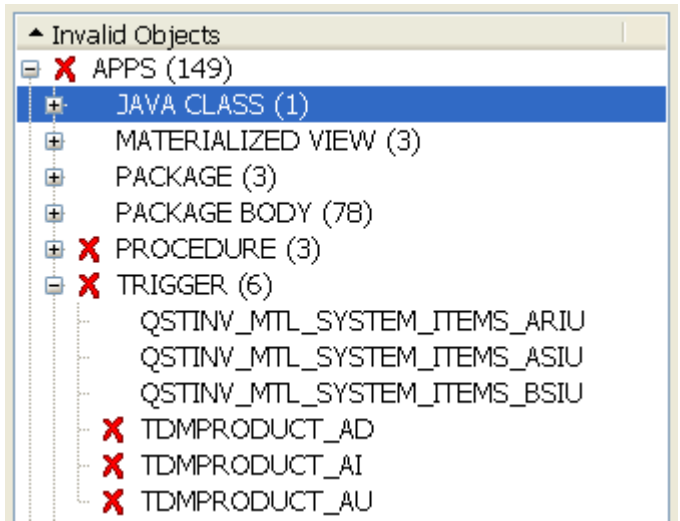 Invalid Objects
APPS (149)
JAVA CLASS (1)
MATERIALIZED VIEW (3)
PACKAGE (3)
PACKAGE BODY (78)
PROCEDURE (3)
TRIGGER (6)
QSTINV_MTL_SYSTEM_ITEMS_ARIU
QSTINV_MTL_SYSTEM_ITEMS_ASIU
QSTINV_MTL_SYSTEM_ITEMS_BSIU
TDMPRODUCT_AD
TDMPRODUCT_AI
TDMPRODUCT_AU